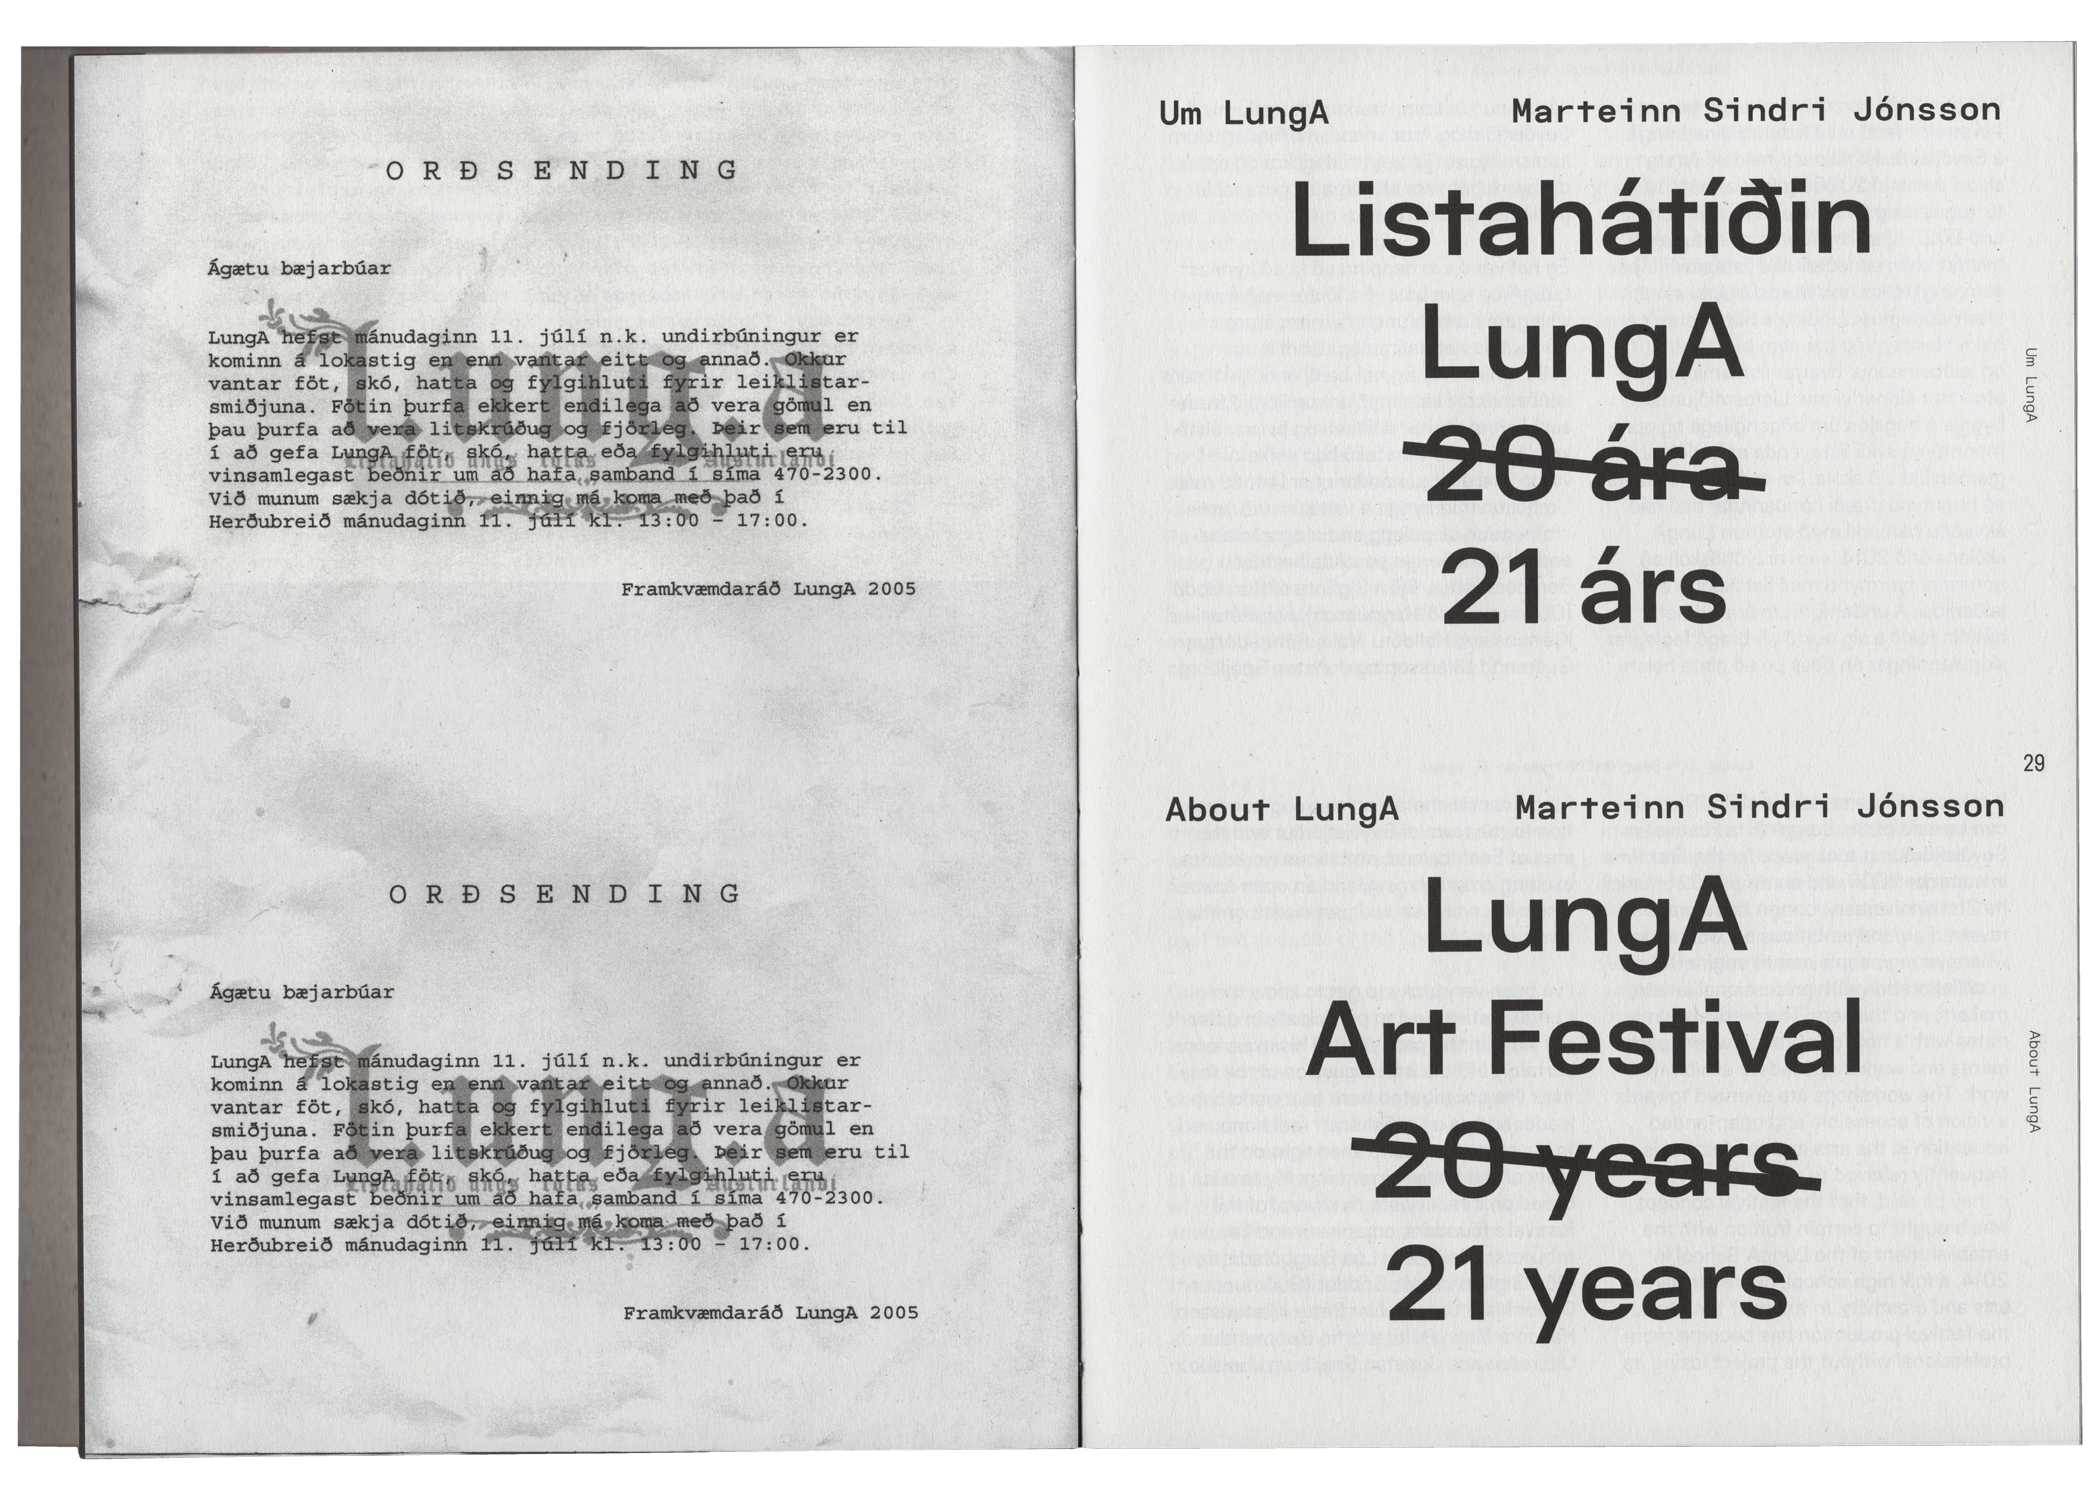 ORÐSENDING
Ágætu bæjarbúar
LungA hefst mánudaginn 11. júlí n.k. undirbúningur er
kominn á lokastig en enn vantar eitt og annað. Okkur
vantar föt, skó, hatta og fylgihluti fyrir leiklistar-
smiðjuna. Fötin þurfa ekkert endilega að vera gömul en
þau þurfa að vera litskrúðug og fjörleg. Þeir sem eru til
í að gefa LungA föt, skó, hatta eða fylgihluti eru
vinsamlegast beðnir um að hafa samband í síma 470-2300.
Við munum sækja dótið, einnig má koma með það í
Herðubreið mánudaginn 11. júlí kl. 13:00 - 17:00.
Framkvæmdaráð LungA 2005
L.ung.a
Listahátíð ungs fólks Austurlandi
ORÐSENDING
Ágætu bæjarbúar
LungA hefst mánudaginn 11. júlí n.k. undirbúningur er
kominn á lokastig en enn vantar eitt og annað. Okkur
vantar föt, skó, hatta og fylgihluti fyrir leiklistar-
smiðjuna. Fötin þurfa ekkert endilega að vera gömul en
þau þurfa að vera litskrúðug og fjörleg. Þeir sem eru til
í að gefa LungA föt, skó, hatta eða fylgihluti eru
vinsamlegast beðnir um að hafa samband í síma 470-2300.
Við munum sækja dótið, einnig má koma með það í
Herðubreið mánudaginn 11. júlí kl. 13:00 - 17:00.
Framkvæmdaráð LungA 2005
L.ung.a
Listahátíð ungs fólks Austurlandi
Um LungA
Marteinn Sindri Jónsson
Listahátíðin
LungA
20 ára
21 árs
Um LungA
29
About LungA
Marteinn Sindri Jónsson
LungA
Art Festival
20 years
21 years
About LungA